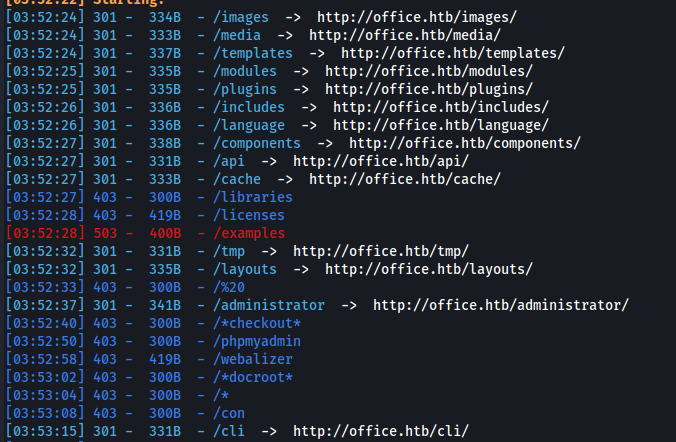 [03:52:22] Starting:
[03:52:24] 301 - 334B - /images -> http://office.htb/images/
[03:52:24] 301 - 333B - /media -> http://office.htb/media/
[03:52:24] 301 - 337B - /templates -> http://office.htb/templates/
[03:52:25] 301 - 335B - /modules -> http://office.htb/modules/
[03:52:25] 301 - 335B - /plugins -> http://office.htb/plugins/
[03:52:26] 301 - 336B - /includes -> http://office.htb/includes/
[03:52:26] 301 - 336B - /language -> http://office.htb/language/
[03:52:27] 301 - 338B - /components -> http://office.htb/components/
[03:52:27] 301 - 331B - /api -> http://office.htb/api/
[03:52:27] 301 - 333B - /cache -> http://office.htb/cache/
[03:52:27] 403 - 300B - /libraries
[03:52:28] 403 - 419B - /licenses
[03:52:28] 503 - 400B - /examples
[03:52:32] 301 - 331B - /tmp -> http://office.htb/tmp/
[03:52:32] 301 - 335B - /layouts -> http://office.htb/layouts/
[03:52:33] 403 - 300B - /%20
[03:52:37] 301 - 341B - /administrator -> http://office.htb/administrator/
[03:52:40] 403 - 300B - /*checkout*
[03:52:50] 403 - 300B - /phpmyadmin
[03:52:58] 403 - 419B - /webalizer
[03:53:02] 403 - 300B - /*docroot*
[03:53:04] 403 - 300B - /*
[03:53:08] 403 - 300B - /con
[03:53:15] 301 - 331B - /cli -> http://office.htb/cli/